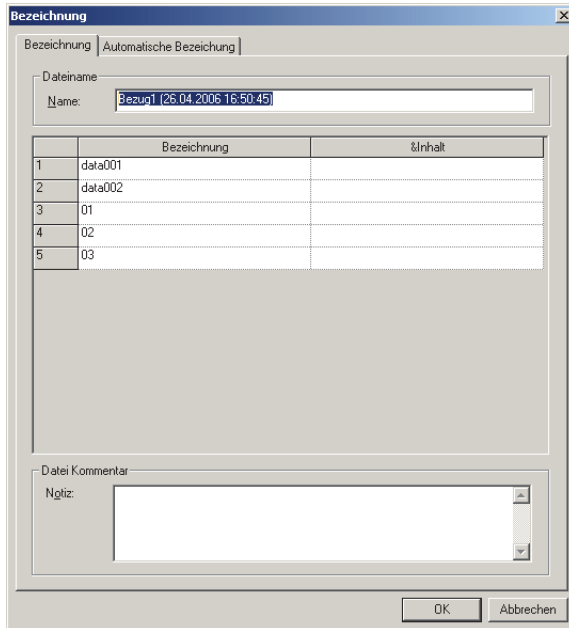 Bezeichnung
Bezeichnung Automatische Bezeichung
Dateiname
Name: Bezug1 (26.04.2006 16:50:45)
Bezeichnung &Inhalt
1 data001
2 data002
3 01
4 02
5 03
Datei Kommentar
Notiz:
OK Abbrechen